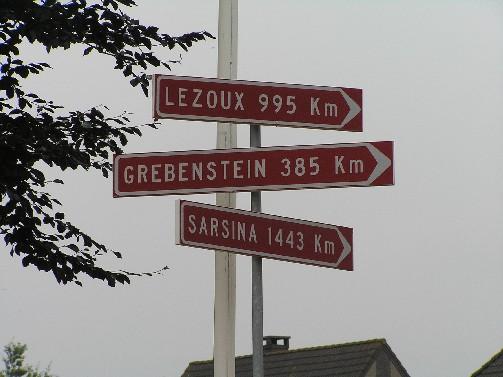 LEZOUX 995 Km
GREBENSTEIN 385 Km
SARSINA 1443 Km